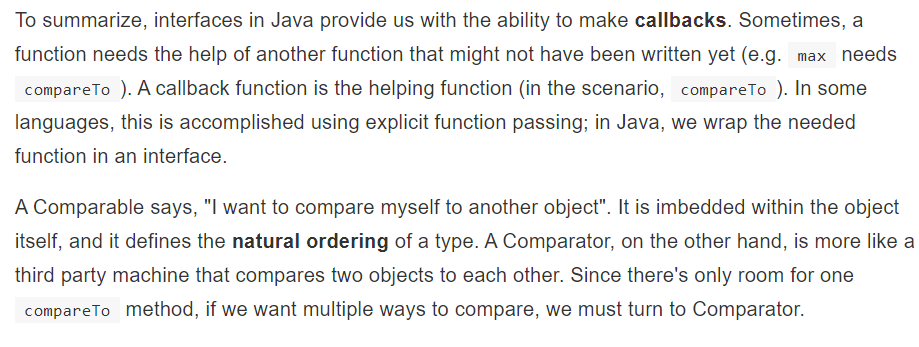 To summarize, interfaces in Java provide us with the ability to make callbacks. Sometimes, a
function needs the help of another function that might not have been written yet (e.g. max needs
compareTo ). A callback function is the helping function (in the scenario, compareTo ). In some
languages, this is accomplished using explicit function passing; in Java, we wrap the needed
function in an interface.
A Comparable says, "I want to compare myself to another object". It is imbedded within the object
itself, and it defines the natural ordering of a type. A Comparator, on the other hand, is more like a
third party machine that compares two objects to each other. Since there's only room for one
compareTo method, if we want multiple ways to compare, we must turn to Comparator.